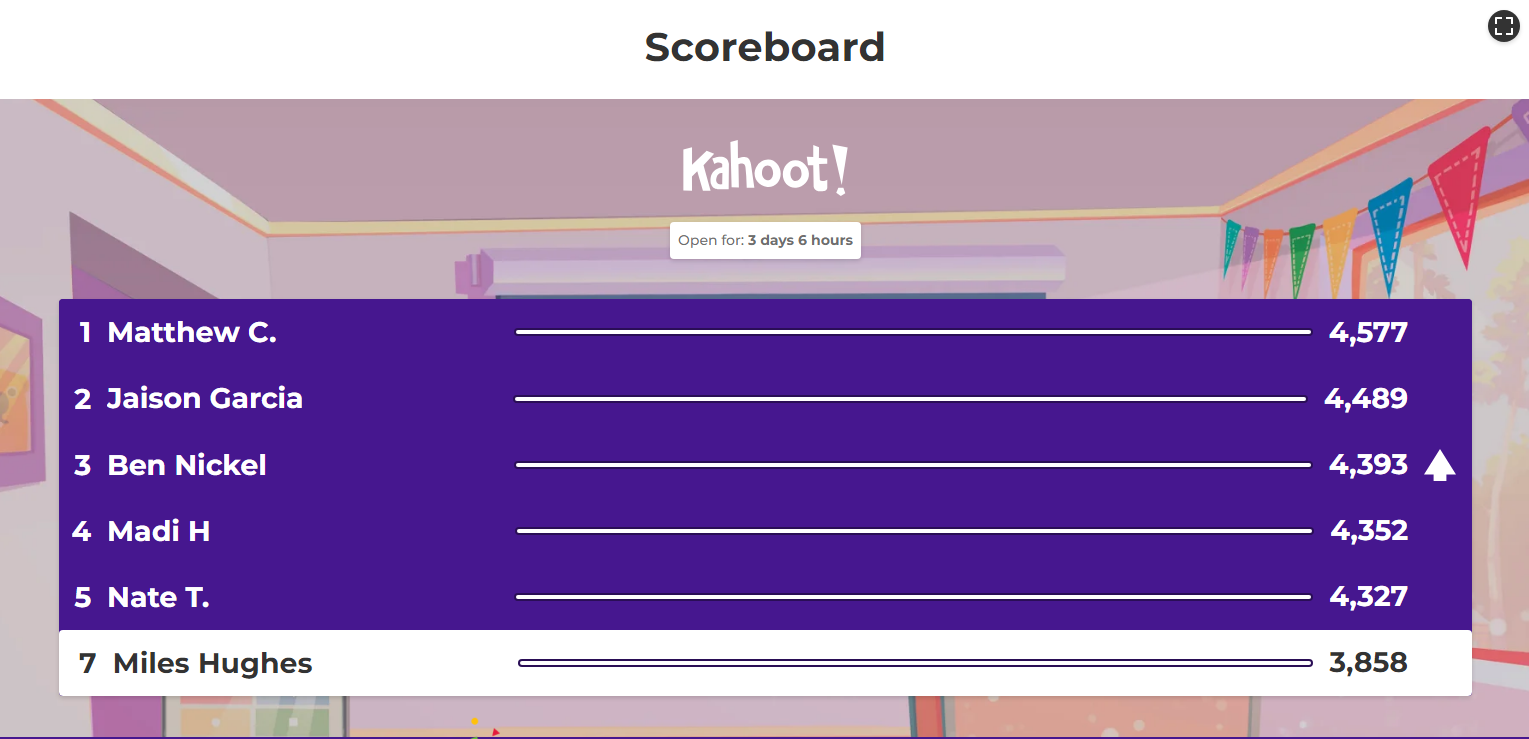 Scoreboard
Kahoot!
Open for: 3 days 6 hours
1 Matthew C. 4,577
2 Jaison Garcia 4,489
3 Ben Nickel 4,393
4 Madi H 4,352
5 Nate T. 4,327
7 Miles Hughes 3,858